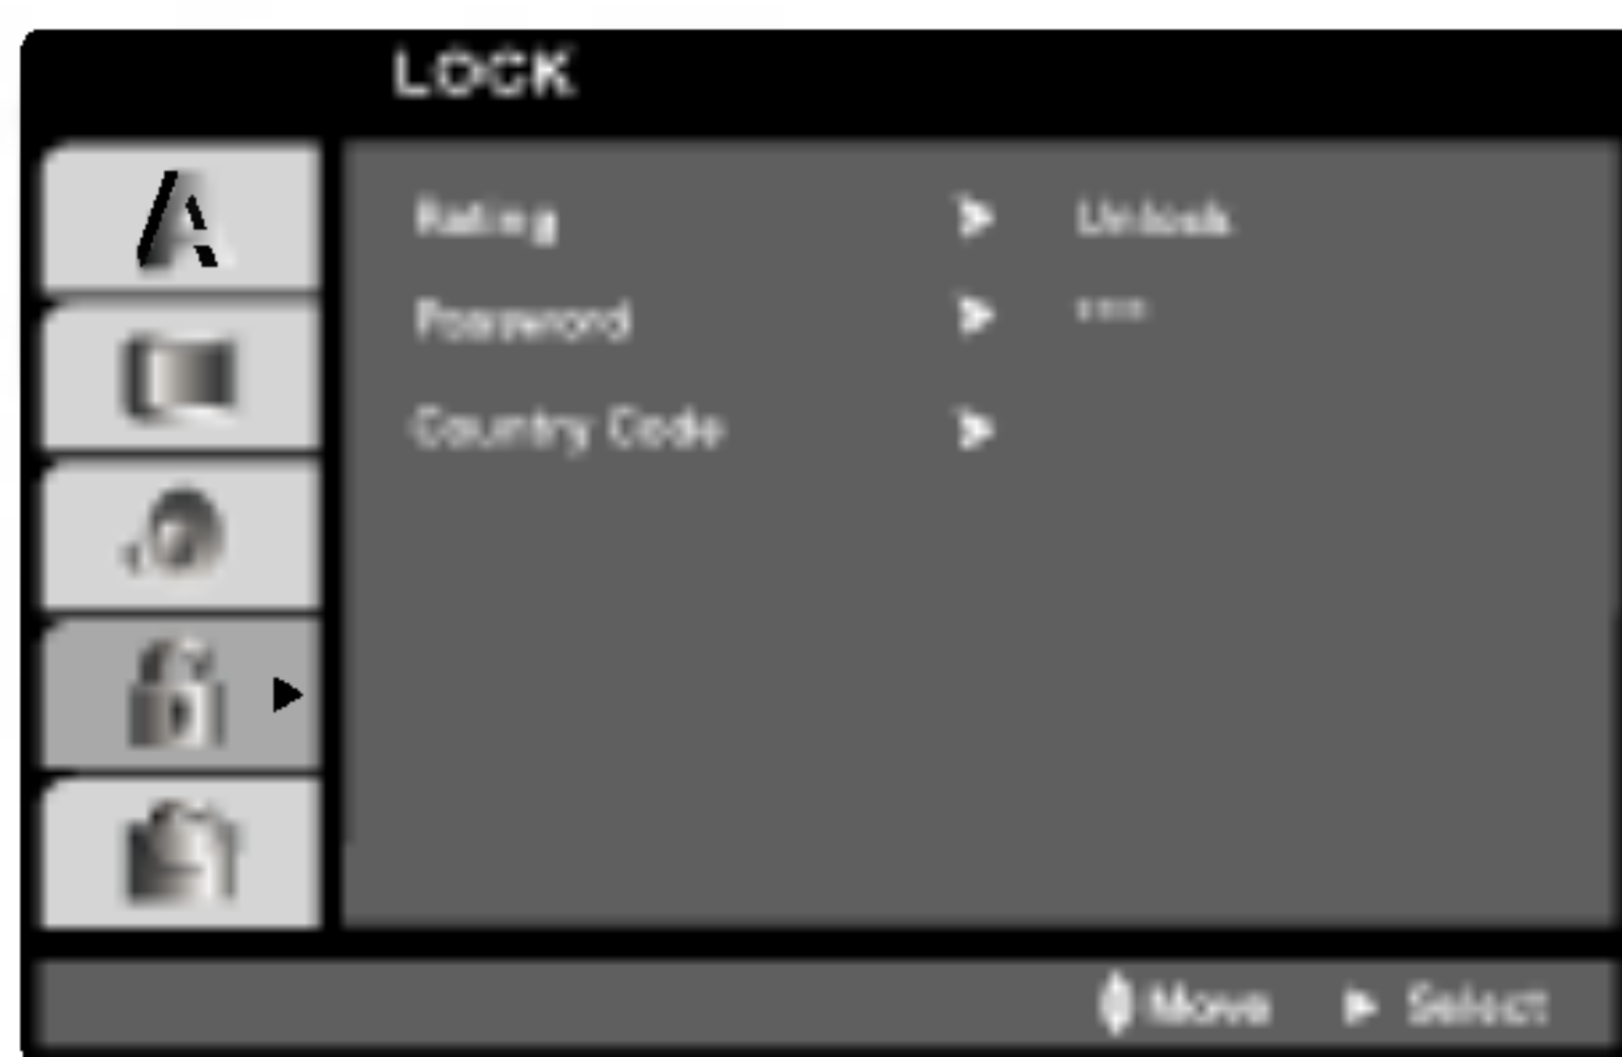 LOCK
A
Rating Unlock
Password ****
Country Code
Move Select